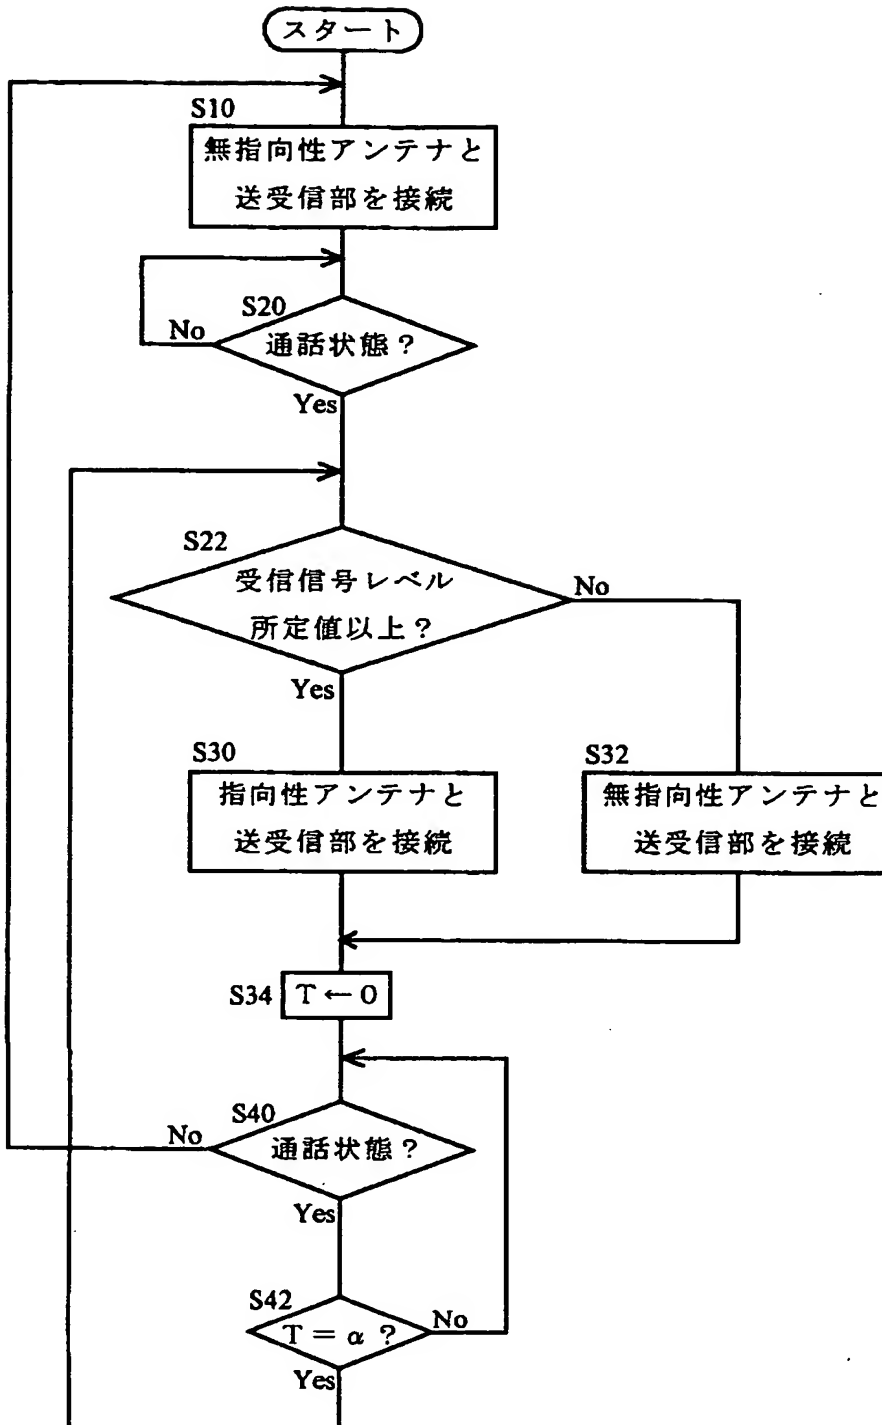 スタート
S10
無指向性アンテナと
送受信部を接続
S20
No
通話状態？
Yes
S22
受信信号レベル
所定値以上？
No
Yes
S30
指向性アンテナと
送受信部を接続
S32
無指向性アンテナと
送受信部を接続
S34
T←0
S40
No
通話状態？
Yes
S42
T＝α？
No
Yes